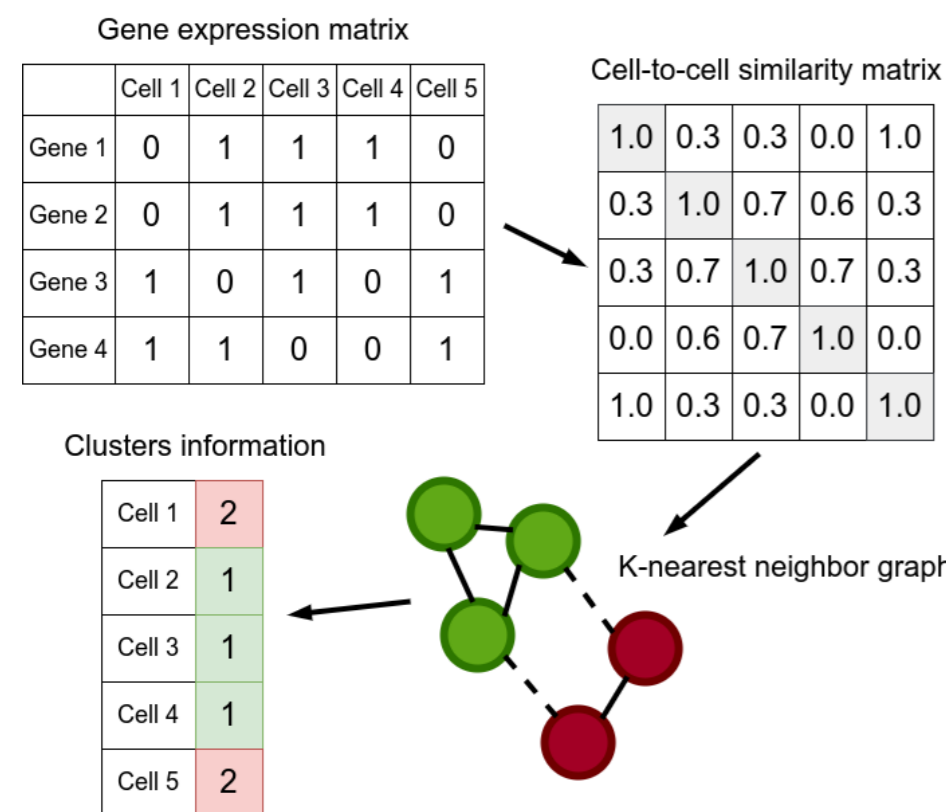 Gene expression matrix
Cell 1 Cell 2 Cell 3 Cell 4 Cell 5
Gene 1 0 1 1 1 0
Gene 2 0 1 1 1 0
Gene 3 1 0 1 0 1
Gene 4 1 1 0 0 1
Cell-to-cell similarity matrix
1.0 0.3 0.3 0.0 1.0
0.3 1.0 0.7 0.6 0.3
0.3 0.7 1.0 0.7 0.3
0.0 0.6 0.7 1.0 0.0
1.0 0.3 0.3 0.0 1.0
K-nearest neighbor graph
Clusters information
Cell 1 2
Cell 2 1
Cell 3 1
Cell 4 1
Cell 5 2